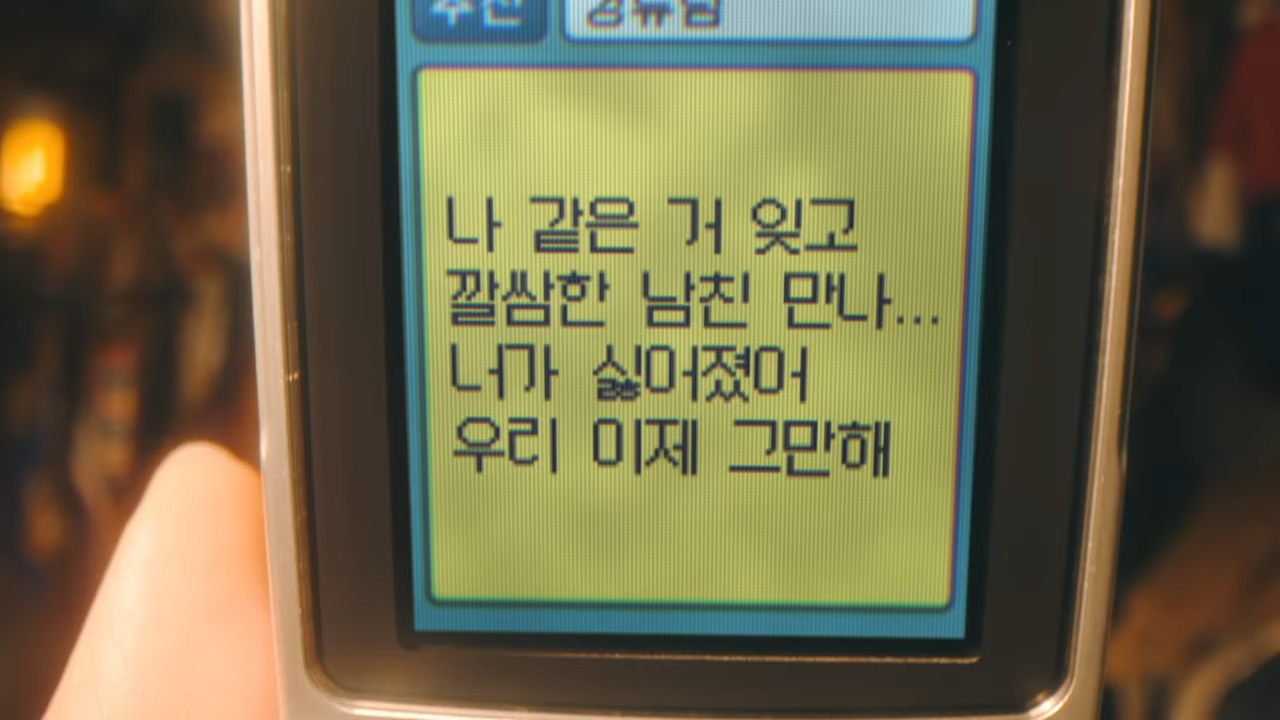 나 같은 거 잊고
깔쌈한 남친 만나...
너가 싫어졌어
우리 이제 그만해